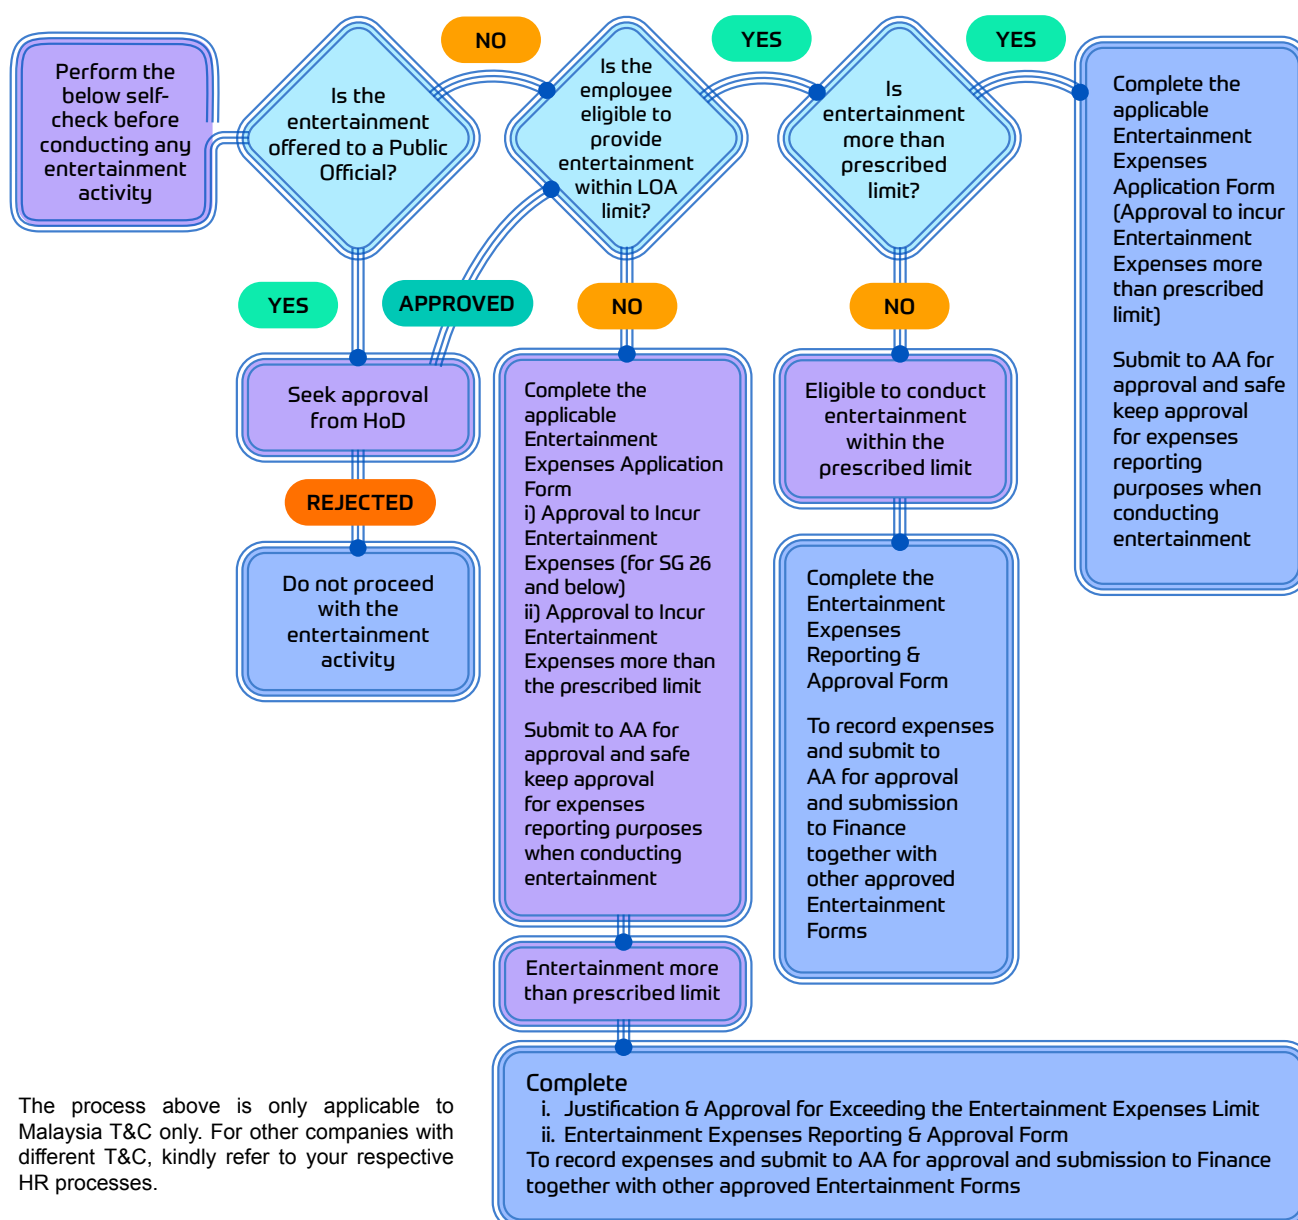 Perform the
below self-
check before
conducting any
entertainment
activity
Is the
entertainment
offered to a Public
Official?
NO
Is the
employee
eligible to
provide
entertainment
within LOA
limit?
YES
Is
entertainment
more than
prescribed
limit?
YES
Complete the
applicable
Entertainment
Expenses
Application Form
(Approval to incur
Entertainment
Expenses more
than prescribed
limit)
Submit to AA for
approval and safe
keep approval
for expenses
reporting
purposes when
conducting
entertainment
YES
APPROVED
NO
NO
Seek approval
from HoD
REJECTED
Do not proceed
with the
entertainment
activity
Complete the
applicable
Entertainment
Expenses Application
Form
i) Approval to Incur
Entertainment
Expenses (for SG 26
and below)
ii) Approval to Incur
Entertainment
Expenses more than
the prescribed limit
Submit to AA for
approval and safe
keep approval
for expenses
reporting purposes
when conducting
entertainment
Eligible to conduct
entertainment
within the
prescribed limit
Complete the
Entertainment
Expenses
Reporting &
Approval Form
To record expenses
and submit to
AA for approval
and submission
to Finance
together with
other approved
Entertainment
Forms
Entertainment more
than prescribed limit
Complete
i. Justification & Approval for Exceeding the Entertainment Expenses Limit
ii. Entertainment Expenses Reporting & Approval Form
To record expenses and submit to AA for approval and submission to Finance
together with other approved Entertainment Forms
The process above is only applicable to
Malaysia T&C only. For other companies with
different T&C, kindly refer to your respective
HR processes.